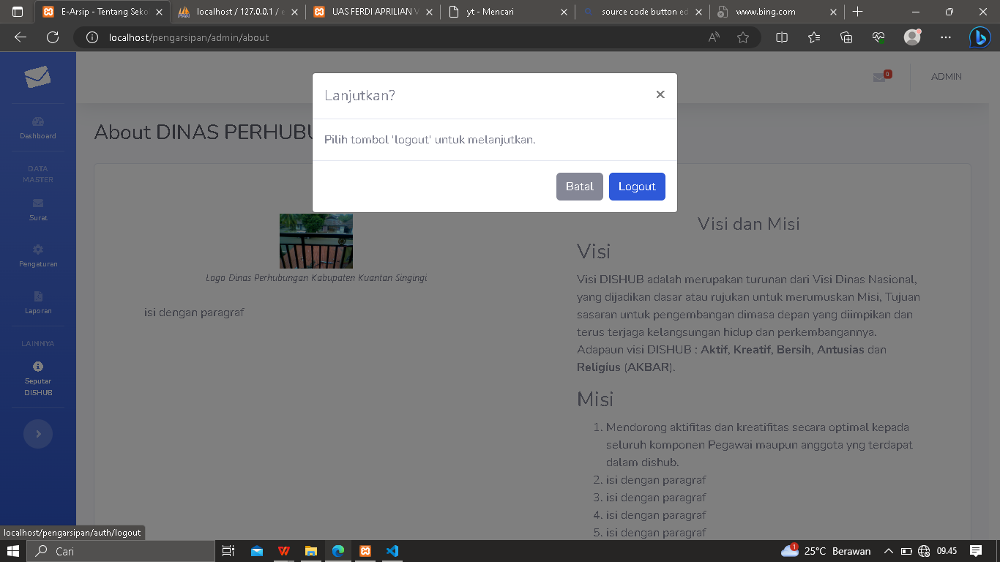 E-Arsip - Tentang Seko
localhost / 127.0.0.1 / e
UAS FERDI APRILIAN V
yt - Mencari
source code button ed
www.bing.com
localhost/pengarsipan/admin/about
0
ADMIN
Lanjutkan?
×
Pilih tombol 'logout' untuk melanjutkan.
Batal
Logout
Dashboard
DATA
MASTER
Surat
Pengaturan
Laporan
LAINNYA
Seputar
DISHUB
About DINAS PERHUBU
Logo Dinas Perhubungan Kabupaten Kuantan Singingi
isi dengan paragraf
Visi dan Misi
Visi
Visi DISHUB adalah merupakan turunan dari Visi Dinas Nasional,
yang dijadikan dasar atau rujukan untuk merumuskan Misi, Tujuan
sasaran untuk pengembangan dimasa depan yang diimpikan dan
terus terjaga kelangsungan hidup dan perkembangannya.
Adapaun visi DISHUB : Aktif, Kreatif, Bersih, Antusias dan
Religius (AKBAR).
Misi
1. Mendorong aktifitas dan kreatifitas secara optimal kepada
seluruh komponen Pegawai maupun anggota yng terdapat
dalam dishub.
2. isi dengan paragraf
3. isi dengan paragraf
4. isi dengan paragraf
5. isi dengan paragraf
localhost/pengarsipan/auth/logout
Cari
1
25°C Berawan
09.45